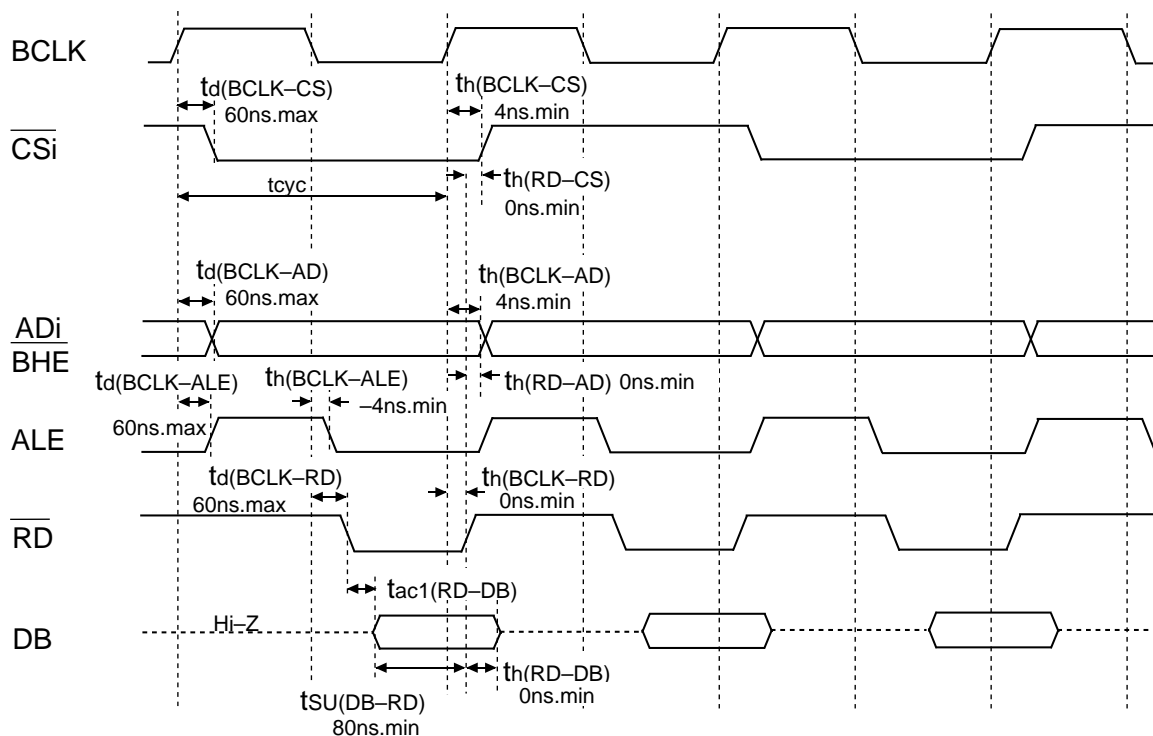 BCLK
td(BCLK–CS)
60ns.max
th(BCLK–CS)
4ns.min
CSi
tcyc
th(RD–CS)
0ns.min
td(BCLK–AD)
60ns.max
th(BCLK–AD)
4ns.min
ADi
BHE
td(BCLK–ALE)
60ns.max
th(BCLK–ALE)
–4ns.min
th(RD–AD) 0ns.min
ALE
td(BCLK–RD)
60ns.max
th(BCLK–RD)
0ns.min
RD
tac1(RD–DB)
Hi–Z
DB
tSU(DB–RD)
80ns.min
th(RD–DB)
0ns.min